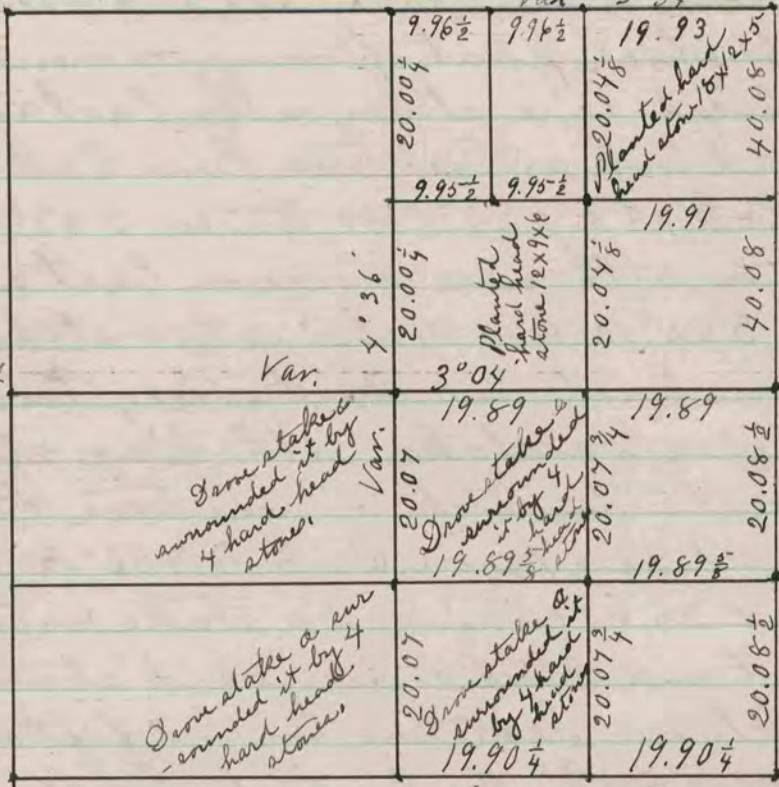 Var
9.96½ 9.96½ 19.93
20.00¼ 20.04⅛ 40.08
Planted hard
head stone 18x12x5
9.95½ 9.95½
19.91
4° 36'
20.00¼ 20.04⅛ 40.08
Planted
hard head
stone 12x9x6
Var. 3° 04'
19.89 19.89
Var.
20.07 20.07¾ 20.08½
Drove stake &
surrounded it by
4 hard head
stones.
Drove stake &
surrounded
it by 4
hard
head
stones
19.89⅝ 19.89⅝
Drove stake & sur
-rounded it by 4
hard head
stones.
20.07 20.07¾ 20.08½
Drove stake &
surrounded it
by 4 hard
head
stones
19.90¼ 19.90¼